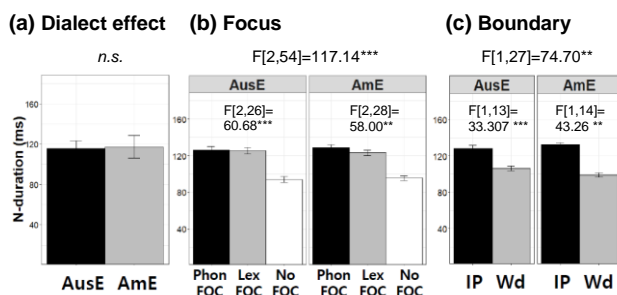 (a) Dialect effect
n.s.
N-duration (ms)
160
120
80
40
AusE AmE
(b) Focus
F[2,54]=117.14***
AusE AmE
F[2,26]=
60.68***
F[2,28]=
58.00**
160
120
80
40
Phon Lex No Phon Lex No
FOC FOC FOC FOC FOC FOC
(c) Boundary
F[1,27]=74.70**
AusE AmE
F[1,13]=
33.307 ***
F[1,14]=
43.26 **
160
120
80
40
IP Wd IP Wd